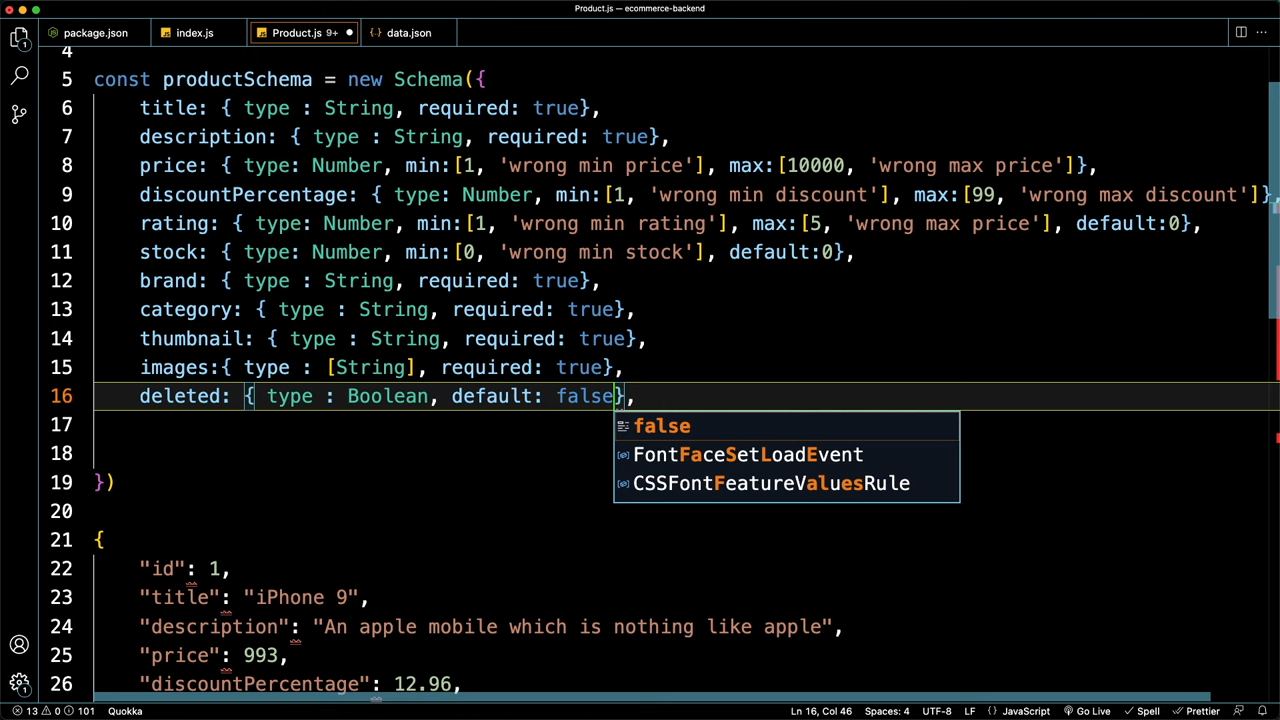 Product.js — ecommerce-backend
package.json index.js Product.js 9+ data.json
4
5 const productSchema = new Schema({
6 title: { type : String, required: true},
7 description: { type : String, required: true},
8 price: { type: Number, min:[1, 'wrong min price'], max:[10000, 'wrong max price']},
9 discountPercentage: { type: Number, min:[1, 'wrong min discount'], max:[99, 'wrong max discount']},
10 rating: { type: Number, min:[1, 'wrong min rating'], max:[5, 'wrong max price'], default:0},
11 stock: { type: Number, min:[0, 'wrong min stock'], default:0},
12 brand: { type : String, required: true},
13 category: { type : String, required: true},
14 thumbnail: { type : String, required: true},
15 images:{ type : [String], required: true},
16 deleted: { type : Boolean, default: false},
17 false
18 FontFaceSetLoadEvent
CSSFontFeatureValuesRule
19 })
20
21 {
22 "id": 1,
23 "title": "iPhone 9",
24 "description": "An apple mobile which is nothing like apple",
25 "price": 993,
26 "discountPercentage": 12.96,
13 0 101 Quokka Ln 16, Col 46 Spaces: 4 UTF-8 LF {} JavaScript Go Live Spell Prettier